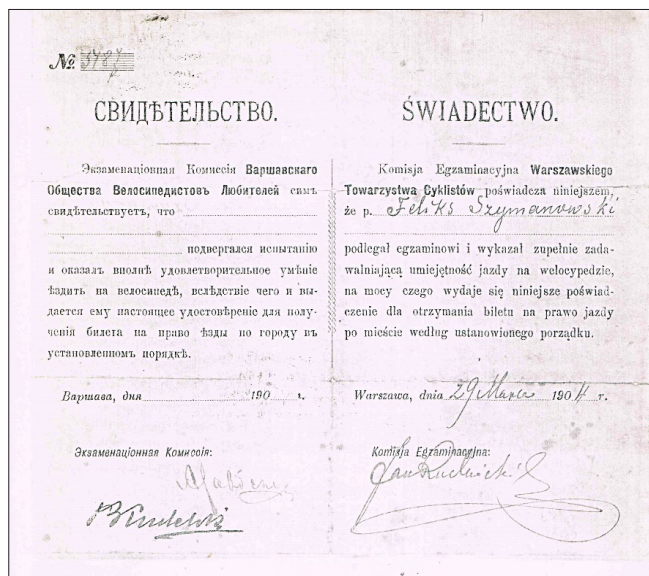 № 3487
СВИДѢТЕЛЬСТВО.
Экзаменаціонная Комиссія Варшавскаго
Общества Велосипедистовъ Любителей симъ
свидѣтельствуетъ, что
подвергался испытанію
и оказалъ вполнѣ удовлетворительное умѣніе
ѣздить на велосипедѣ, вслѣдствіе чего и вы-
дается ему настоящее удостовѣреніе для полу-
ченія билета на право ѣзды по городу въ
установленномъ порядкѣ.
Варшава, дня 190 г.
Экзаменаціонная Комиссія:
ŚWIADECTWO.
Komisja Egzaminacyjna Warszawskiego
Towarzystwa Cyklistów poświadcza niniejszem,
że p. Feliks Szymanowski
podlegał egzaminowi i wykazał zupełnie zada-
walniającą umiejętność jazdy na welocypedzie,
na mocy czego wydaje się niniejsze poświad-
czenie dla otrzymania biletu na prawo jazdy
po mieście według ustanowionego porządku.
Warszawa, dnia 29 Marca 1904 r.
Komisja Egzaminacyjna:
Jan Rudnicki